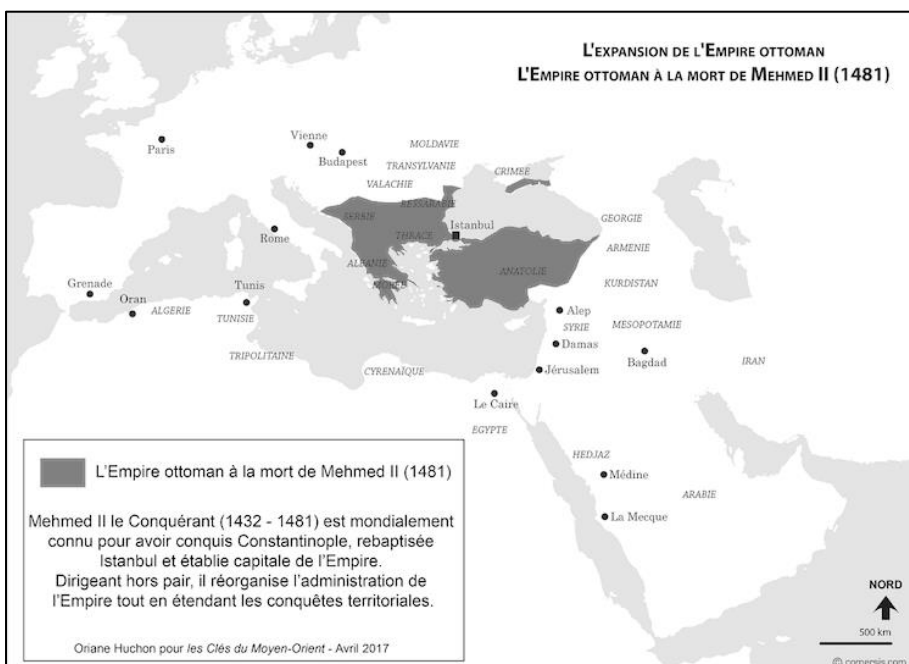 L'EXPANSION DE L'EMPIRE OTTOMAN
L'EMPIRE OTTOMAN À LA MORT DE MEHMED II (1481)
Paris
Vienne
Budapest
MOLDAVIE
TRANSYLVANIE
CRIMEE
VALACHIE
BESSARABIE
SERBIE
Istanbul
GEORGIE
Rome
THRACE
ARMENIE
ALBANIE
ANATOLIE
MOREE
KURDISTAN
Grenade
Oran
ALGERIE
Tunis
TUNISIE
Alep
SYRIE
MESOPOTAMIE
Damas
Bagdad
IRAN
TRIPOLITAINE
CYRENAÏQUE
Jérusalem
Le Caire
EGYPTE
HEDJAZ
Médine
ARABIE
La Mecque
L'Empire ottoman à la mort de Mehmed II (1481)
Mehmed II le Conquérant (1432 - 1481) est mondialement
connu pour avoir conquis Constantinople, rebaptisée
Istanbul et établie capitale de l'Empire.
Dirigeant hors pair, il réorganise l'administration de
l'Empire tout en étendant les conquêtes territoriales.
Oriane Huchon pour les Clés du Moyen-Orient - Avril 2017
NORD
500 km
© comersis.com